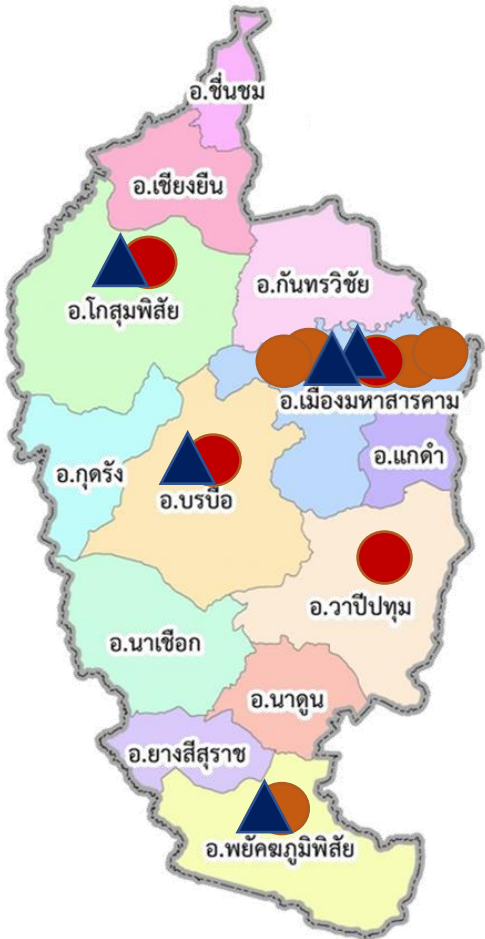 อ.ชื่นชม
อ.เชียงยืน
อ.กันทรวิชัย
อ.โกสุมพิสัย
อ.เมืองมหาสารคาม
อ.แกดำ
อ.กุดรัง
อ.บรบือ
อ.วาปีปทุม
อ.นาเชือก
อ.นาดูน
อ.ยางสีสุราช
อ.พยัคฆภูมิพิสัย